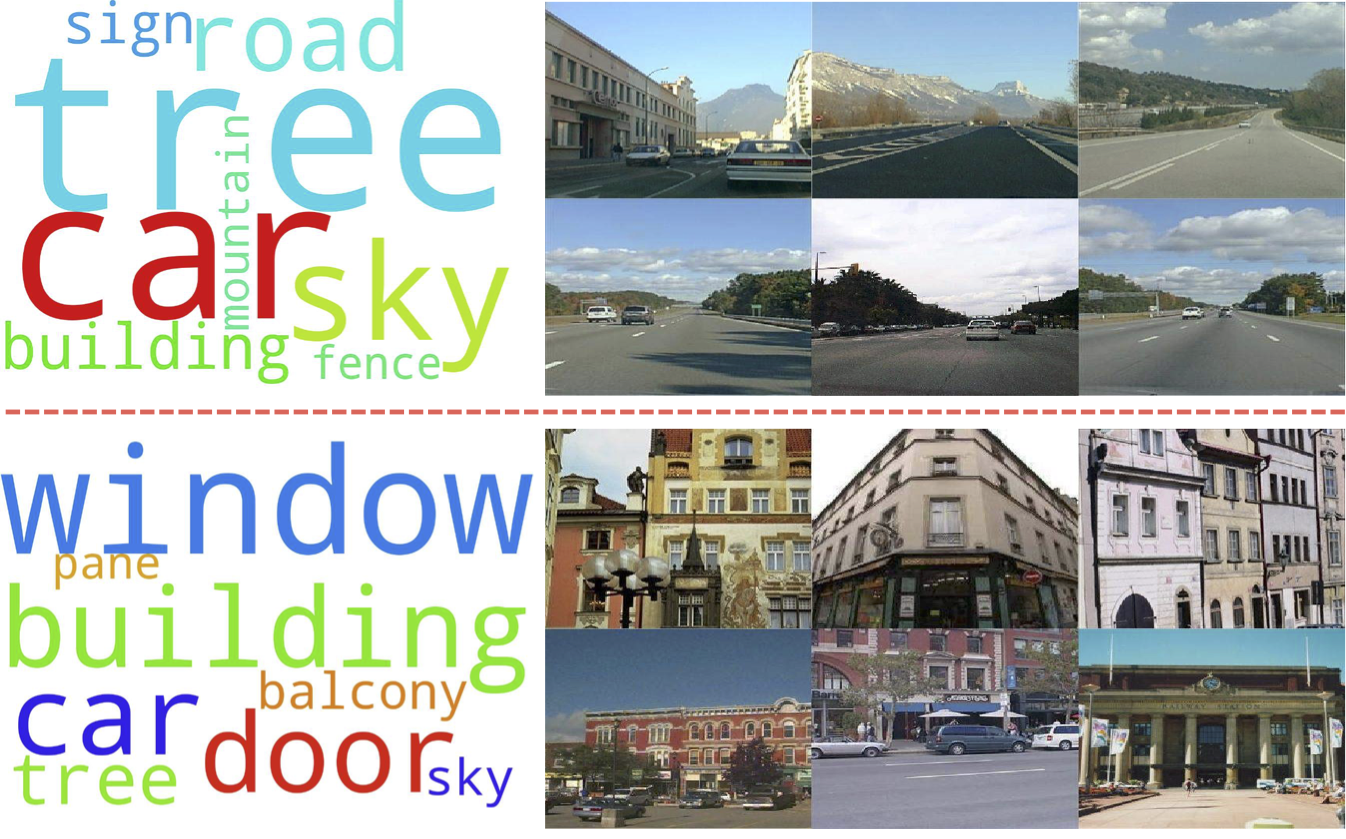 sign
road
tree
mountain
car
sky
building
fence
window
pane
building
car
balcony
door
tree
sky
RAILWAY STATION